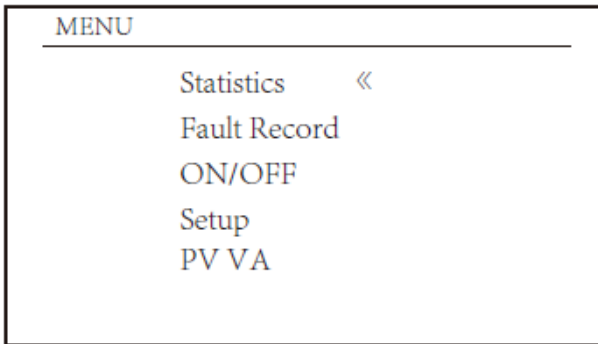 MENU
Statistics «
Fault Record
ON/OFF
Setup
PV VA